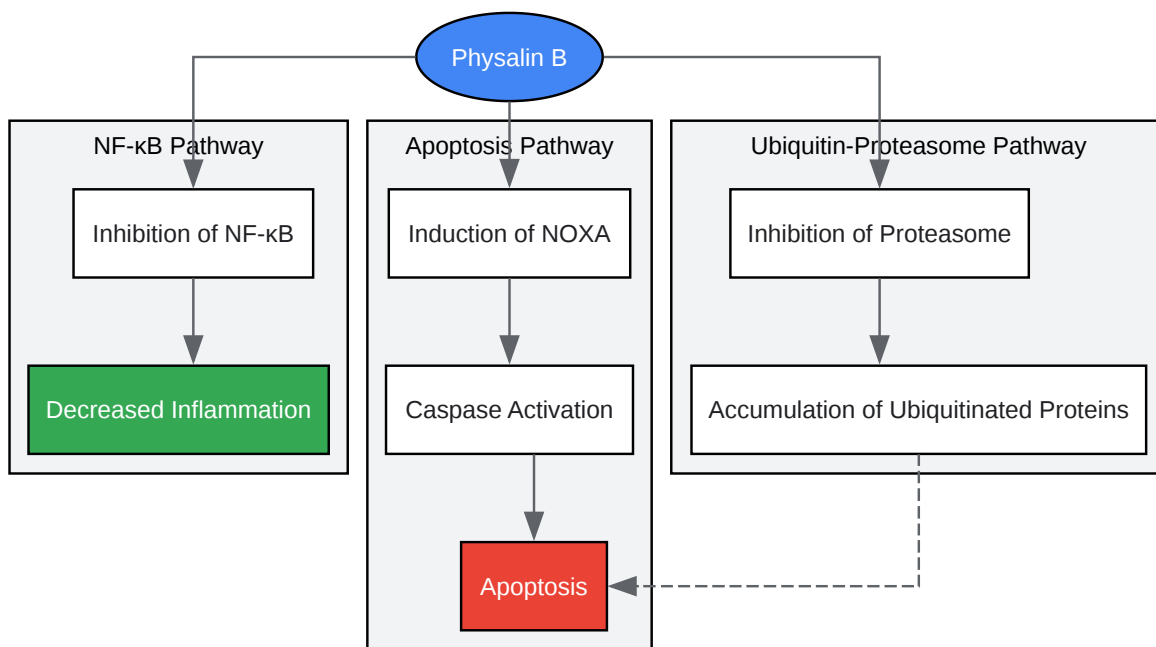 Physalin B
NF-κB Pathway
Apoptosis Pathway
Ubiquitin-Proteasome Pathway
Inhibition of NF-κB
Induction of NOXA
Inhibition of Proteasome
Decreased Inflammation
Caspase Activation
Accumulation of Ubiquitinated Proteins
Apoptosis